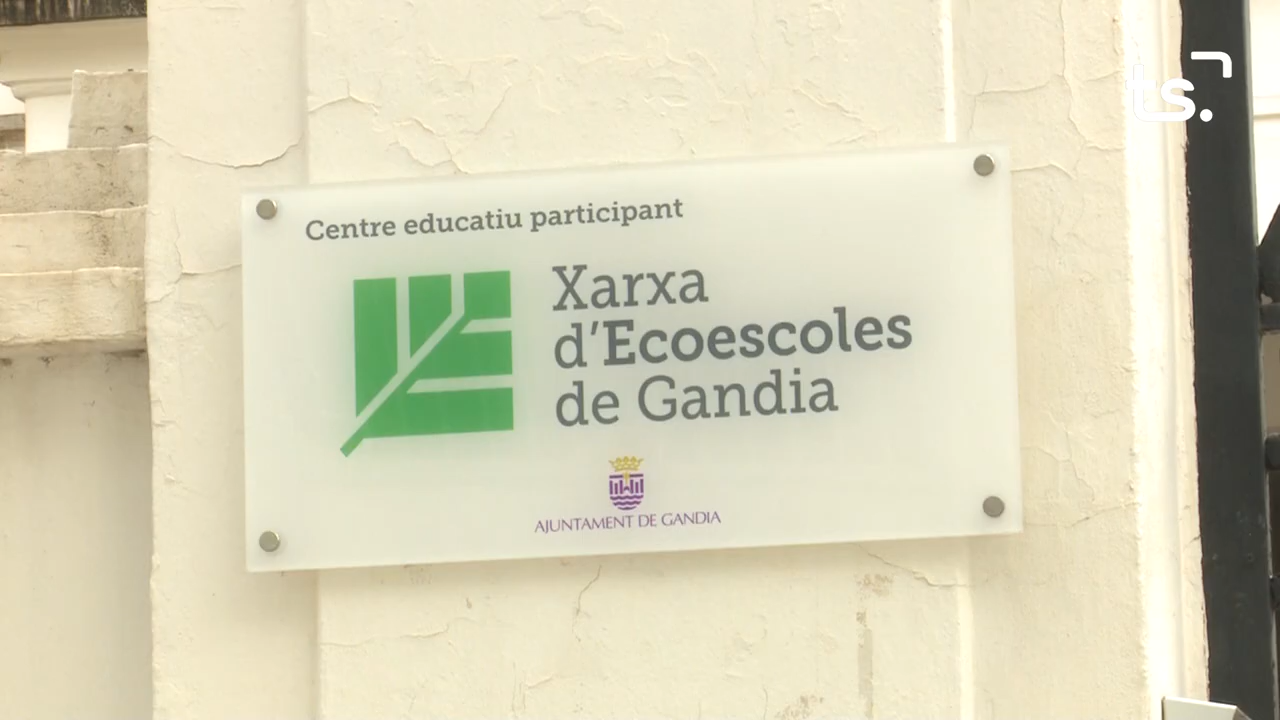 ts.
Centre educatiu participant
Xarxa
d'Ecoescoles
de Gandia
AJUNTAMENT DE GANDIA